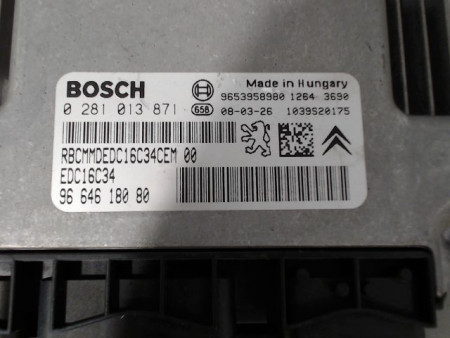 BOSCH
Made in Hungary
9653958980 1264 3690
0 281 013 871 658 08-03-26 1039S20175
RBCMMDEDC16C34CEM 00
EDC16C34
96 646 180 80